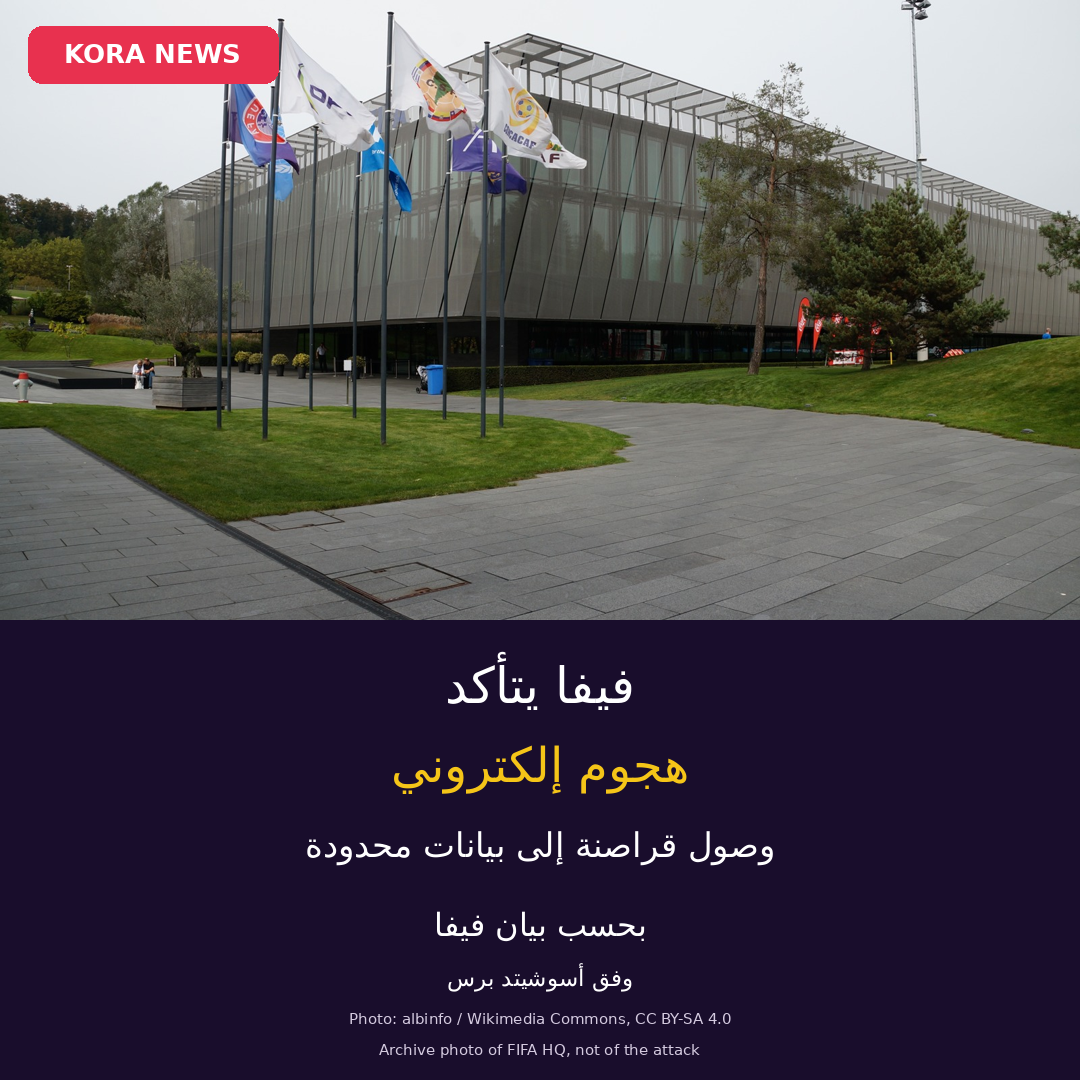 KORA NEWS
FIFA
فيفا يتأكد
هجوم إلكتروني
وصول قراصنة إلى بيانات محدودة
بحسب بيان فيفا
وفق أسوشيتد برس
Photo: albinfo / Wikimedia Commons, CC BY-SA 4.0
Archive photo of FIFA HQ, not of the attack